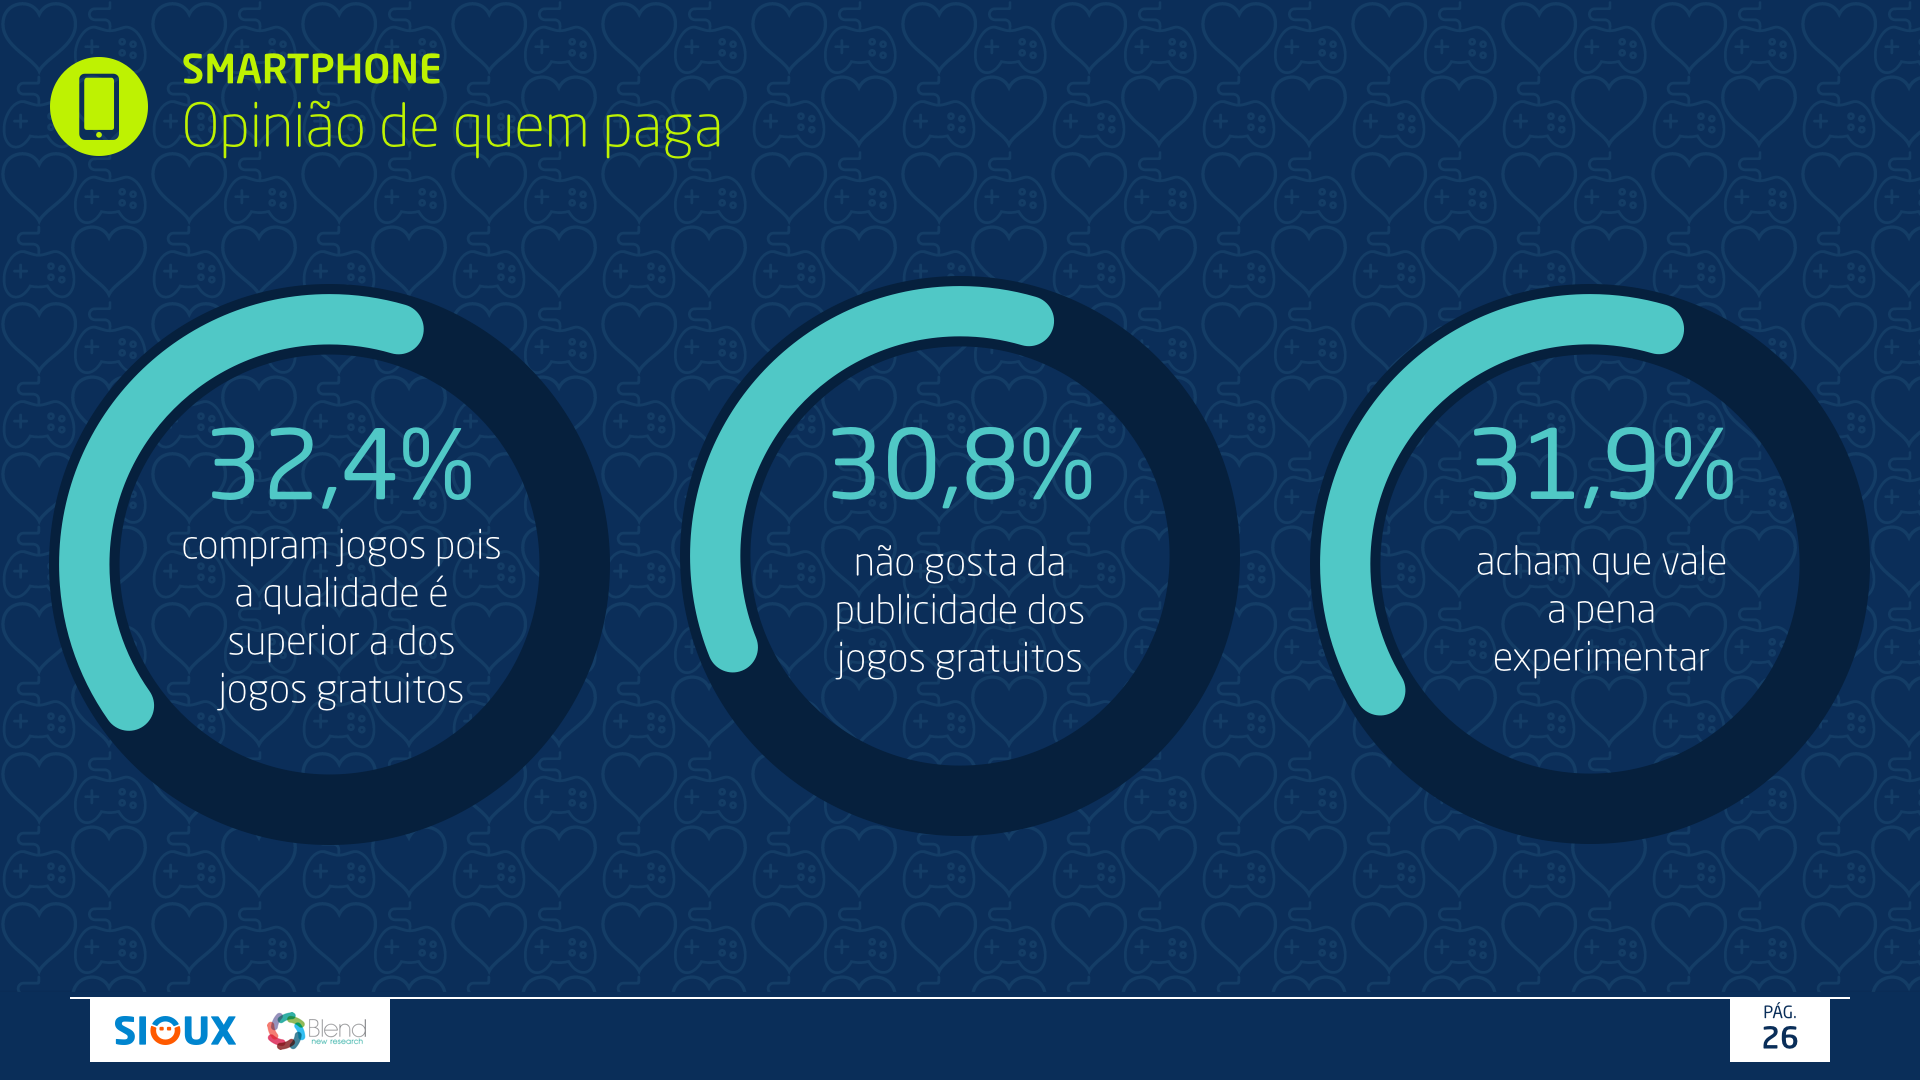 SMARTPHONE
Opinião de quem paga
32,4%
compram jogos pois
a qualidade é
superior a dos
jogos gratuitos
30,8%
não gosta da
publicidade dos
jogos gratuitos
31,9%
acham que vale
a pena
experimentar
SIOUX
Blend
new research
PÁG.
26